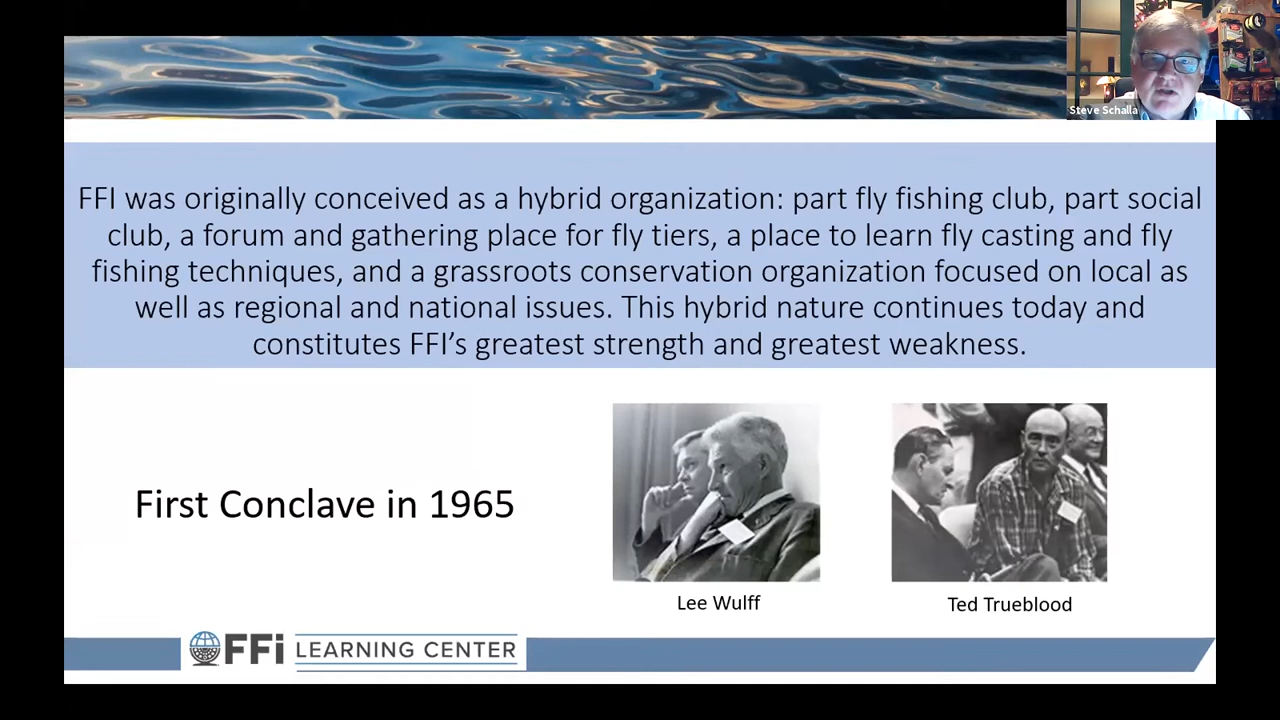 Steve Schalla
FFI was originally conceived as a hybrid organization: part fly fishing club, part social
club, a forum and gathering place for fly tiers, a place to learn fly casting and fly
fishing techniques, and a grassroots conservation organization focused on local as
well as regional and national issues. This hybrid nature continues today and
constitutes FFI’s greatest strength and greatest weakness.
First Conclave in 1965
Lee Wulff
Ted Trueblood
FFi LEARNING CENTER